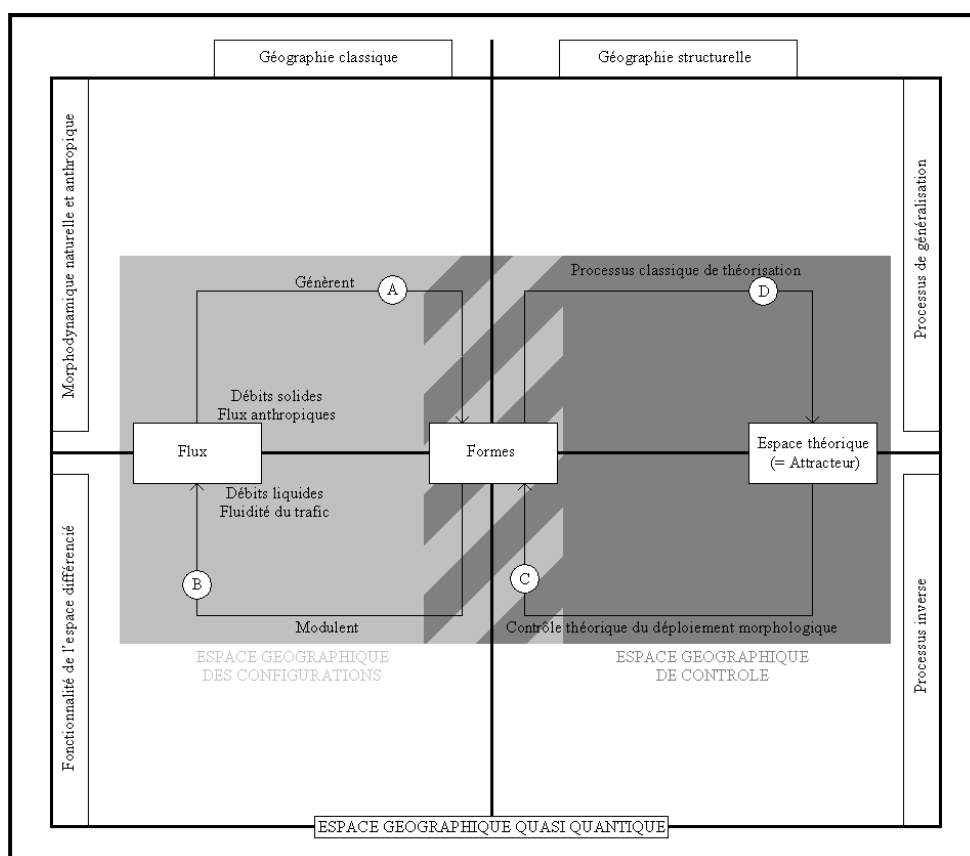 Géographie classique
Géographie structurelle
Morphodynamique naturelle et anthropique
Processus de généralisation
Génèrent
A
Processus classique de théorisation
D
Débits solides
Flux anthropiques
Flux
Formes
Espace théorique
(= Attracteur)
Débits liquides
Fluidité du trafic
B
C
Modulent
Contrôle théorique du déploiement morphologique
ESPACE GEOGRAPHIQUE
DES CONFIGURATIONS
ESPACE GEOGRAPHIQUE
DE CONTROLE
Fonctionnalité de l'espace différencié
Processus inverse
ESPACE GEOGRAPHIQUE QUASI QUANTIQUE